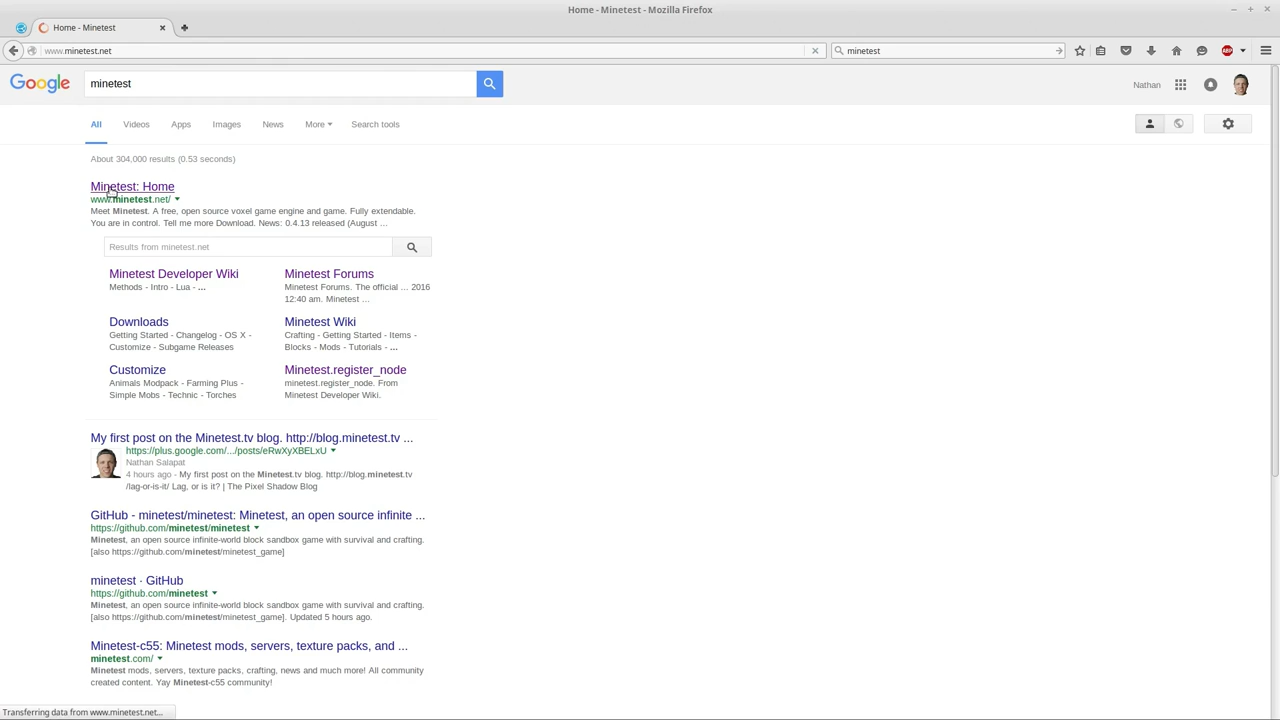 Home - Minetest - Mozilla Firefox
Home - Minetest
www.minetest.net
minetest
Google
minetest
Nathan
All Videos Apps Images News More Search tools
About 304,000 results (0.53 seconds)
Minetest: Home
www.minetest.net/
Meet Minetest. A free, open source voxel game engine and game. Fully extendable.
You are in control. Tell me more Download. News: 0.4.13 released (August ...
Results from minetest.net
Minetest Developer Wiki
Methods - Intro - Lua - ...
Minetest Forums
Minetest Forums. The official ... 2016
12:40 am. Minetest ...
Downloads
Getting Started - Changelog - OS X -
Customize - Subgame Releases
Minetest Wiki
Crafting - Getting Started - Items -
Blocks - Mods - Tutorials - ...
Customize
Animals Modpack - Farming Plus -
Simple Mobs - Technic - Torches
Minetest.register_node
minetest.register_node. From
Minetest Developer Wiki.
My first post on the Minetest.tv blog. http://blog.minetest.tv ...
https://plus.google.com/.../posts/eRwXyXBELxU
Nathan Salapat
4 hours ago - My first post on the Minetest.tv blog. http://blog.minetest.tv
/lag-or-is-it/ Lag, or is it? | The Pixel Shadow Blog
GitHub - minetest/minetest: Minetest, an open source infinite ...
https://github.com/minetest/minetest
Minetest, an open source infinite-world block sandbox game with survival and crafting.
[also https://github.com/minetest/minetest_game]
minetest · GitHub
https://github.com/minetest
Minetest, an open source infinite-world block sandbox game with survival and crafting.
[also https://github.com/minetest/minetest_game]. Updated 5 hours ago.
Minetest-c55: Minetest mods, servers, texture packs, and ...
minetest.com/
Minetest mods, servers, texture packs, crafting, news and much more! All community
created content. Yay Minetest-c55 community!
Transferring data from www.minetest.net...